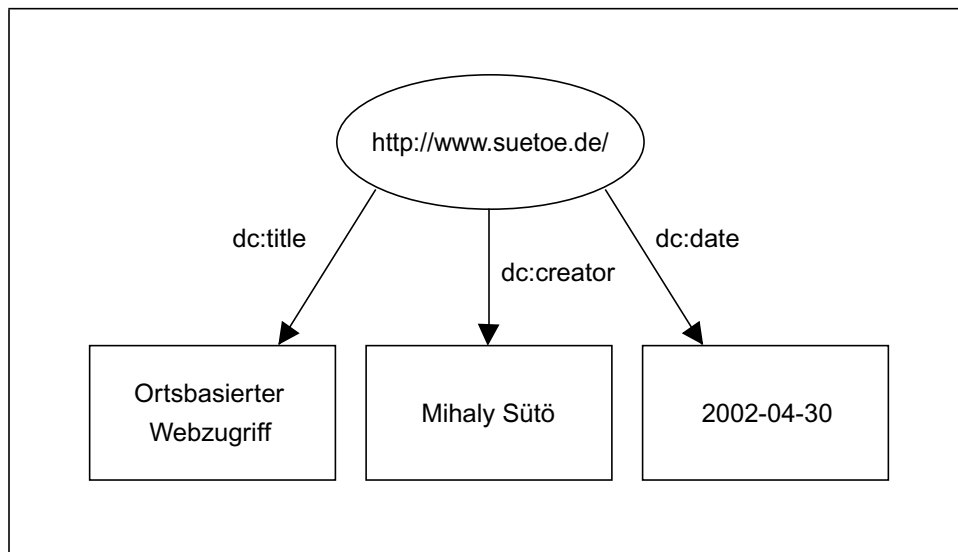 http://www.suetoe.de/
dc:title
dc:creator
dc:date
Ortsbasierter
Webzugriff
Mihaly Sütö
2002-04-30